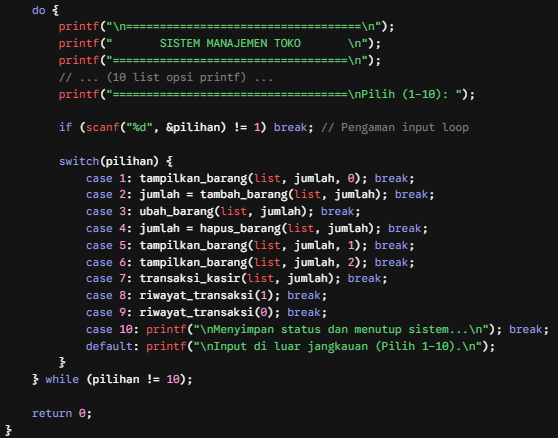 do {
printf("\n===================================\n");
printf("       SISTEM MANAJEMEN TOKO       \n");
printf("===================================\n");
// ... (10 list opsi printf) ...
printf("===================================\nPilih (1-10): ");
if (scanf("%d", &pilihan) != 1) break; // Pengaman input loop
switch(pilihan) {
case 1: tampilkan_barang(list, jumlah, 0); break;
case 2: jumlah = tambah_barang(list, jumlah); break;
case 3: ubah_barang(list, jumlah); break;
case 4: jumlah = hapus_barang(list, jumlah); break;
case 5: tampilkan_barang(list, jumlah, 1); break;
case 6: tampilkan_barang(list, jumlah, 2); break;
case 7: transaksi_kasir(list, jumlah); break;
case 8: riwayat_transaksi(1); break;
case 9: riwayat_transaksi(0); break;
case 10: printf("\nMenyimpan status dan menutup sistem...\n"); break;
default: printf("\nInput di luar jangkauan (Pilih 1-10).\n");
}
} while (pilihan != 10);
return 0;
}